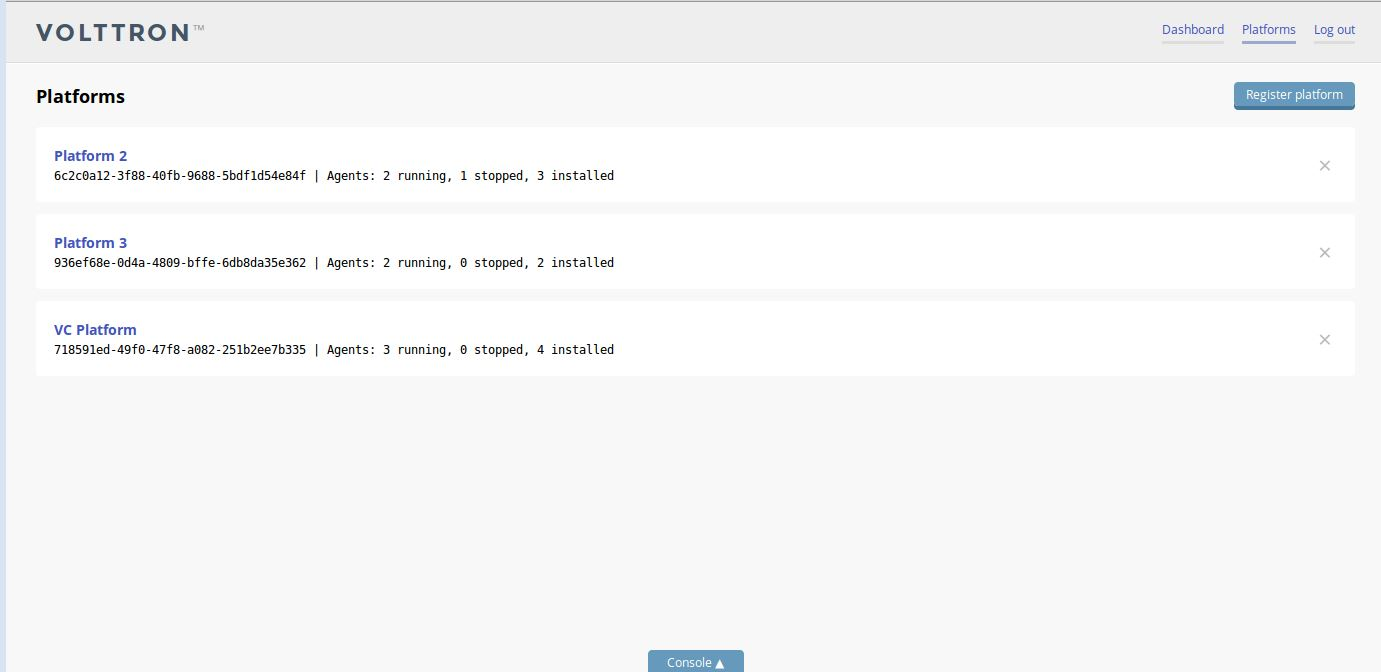 VOLTTRON™
Dashboard Platforms Log out
Platforms
Register platform
Platform 2
6c2c0a12-3f88-40fb-9688-5bdf1d54e84f | Agents: 2 running, 1 stopped, 3 installed
×
Platform 3
936ef68e-0d4a-4809-bffe-6db8da35e362 | Agents: 2 running, 0 stopped, 2 installed
×
VC Platform
718591ed-49f0-47f8-a082-251b2ee7b335 | Agents: 3 running, 0 stopped, 4 installed
×
Console ▲